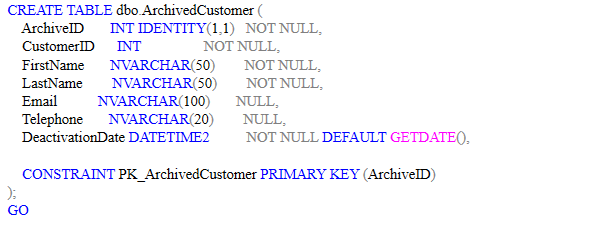 CREATE TABLE dbo.ArchivedCustomer (
    ArchiveID       INT IDENTITY(1,1)   NOT NULL,
    CustomerID      INT                 NOT NULL,
    FirstName       NVARCHAR(50)        NOT NULL,
    LastName        NVARCHAR(50)        NOT NULL,
    Email           NVARCHAR(100)       NULL,
    Telephone       NVARCHAR(20)        NULL,
    DeactivationDate DATETIME2          NOT NULL DEFAULT GETDATE(),
    CONSTRAINT PK_ArchivedCustomer PRIMARY KEY (ArchiveID)
);
GO